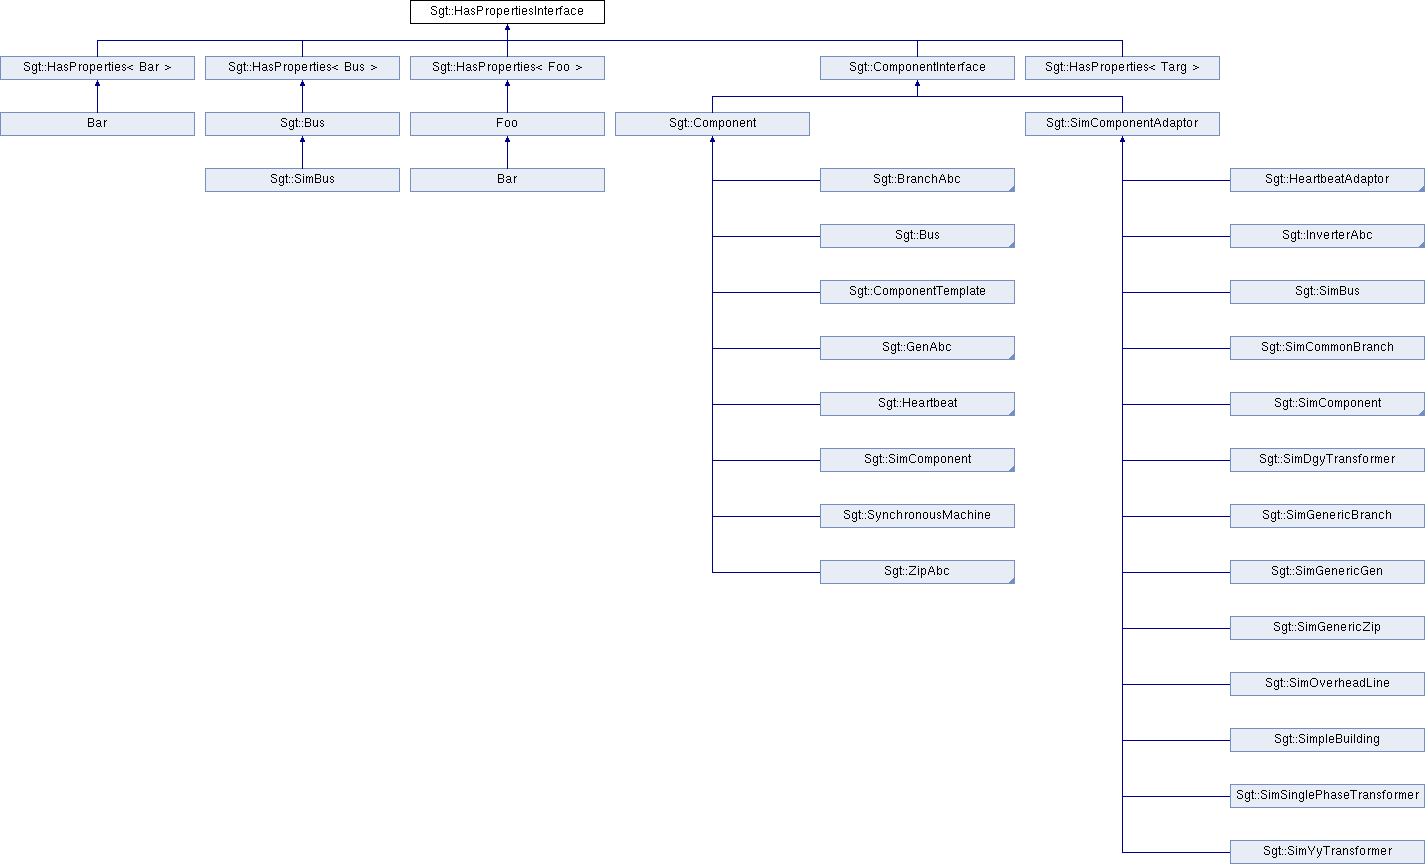 Sgt::HasPropertiesInterface
Sgt::HasProperties< Bar >
Sgt::HasProperties< Bus >
Sgt::HasProperties< Foo >
Sgt::ComponentInterface
Sgt::HasProperties< Targ >
Bar
Sgt::Bus
Foo
Sgt::Component
Sgt::SimComponentAdaptor
Sgt::SimBus
Bar
Sgt::BranchAbc
Sgt::HeartbeatAdaptor
Sgt::Bus
Sgt::InverterAbc
Sgt::ComponentTemplate
Sgt::SimBus
Sgt::GenAbc
Sgt::SimCommonBranch
Sgt::Heartbeat
Sgt::SimComponent
Sgt::SimComponent
Sgt::SimDgyTransformer
Sgt::SynchronousMachine
Sgt::SimGenericBranch
Sgt::ZipAbc
Sgt::SimGenericGen
Sgt::SimGenericZip
Sgt::SimOverheadLine
Sgt::SimpleBuilding
Sgt::SimSinglePhaseTransformer
Sgt::SimYyTransformer